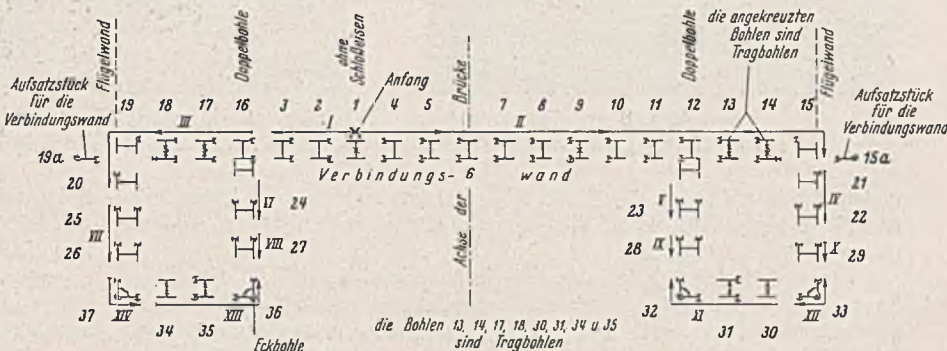 Flügelwand
Doppelbohle
ohne Schloßeisen
Anfang
Brücke
Doppelbohle
die angekreuzten
Bohlen sind
Tragbohlen
Flügelwand
Aufsatzstück
für die
Verbindungswand
19 18 17 16 3 2 1 4 5 7 8 9 10 11 12 13 14 15
Aufsatzstück
für die
Verbindungswand
III I II
19a 15a
Verbindungs- 6 wand
20 21
24 23 V IV
25 22
VII
26 VIII 27 28 IX X 29
Achse der
37 XIV XIII 36 32 XI XII 33
34 35 31 30
Eckbohle
die Bohlen 13, 14, 17, 18, 30, 31, 34 u 35
sind Tragbohlen